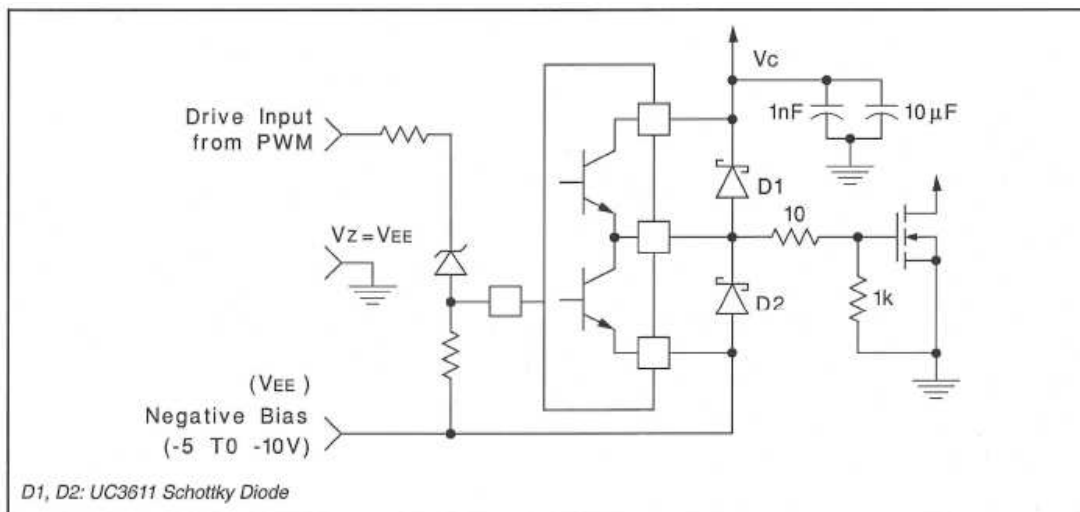 Vc
Drive Input
from PWM
1nF
10µF
D1
VZ=VEE
10
D2
1k
(VEE )
Negative Bias
(-5 T0 -10V)
D1, D2: UC3611 Schottky Diode